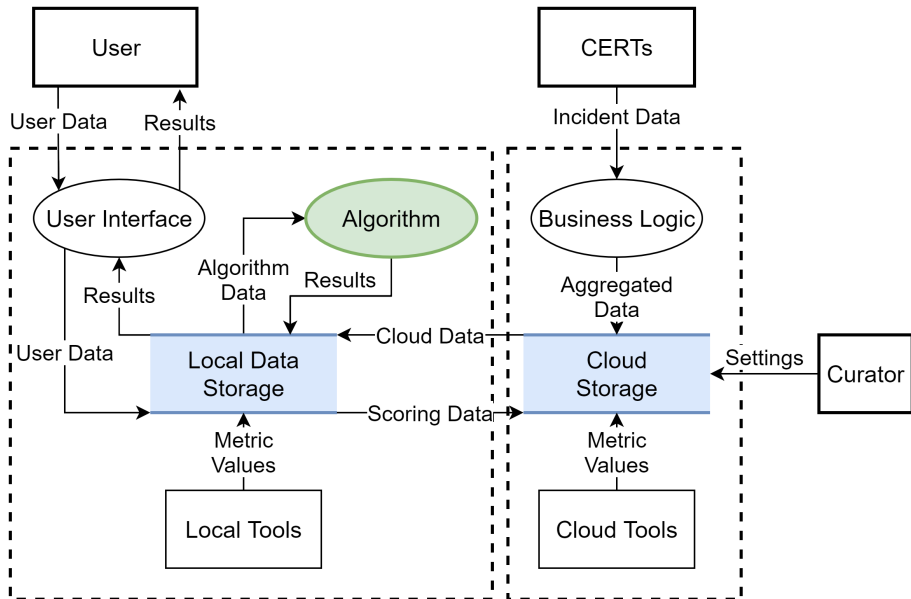 User
CERTs
User Data
Results
Incident Data
User Interface
Algorithm
Business Logic
Algorithm
Data
Results
Results
Aggregated
Data
User Data
Cloud Data
Local Data
Storage
Cloud
Storage
Settings
Curator
Scoring Data
Metric
Values
Metric
Values
Local Tools
Cloud Tools